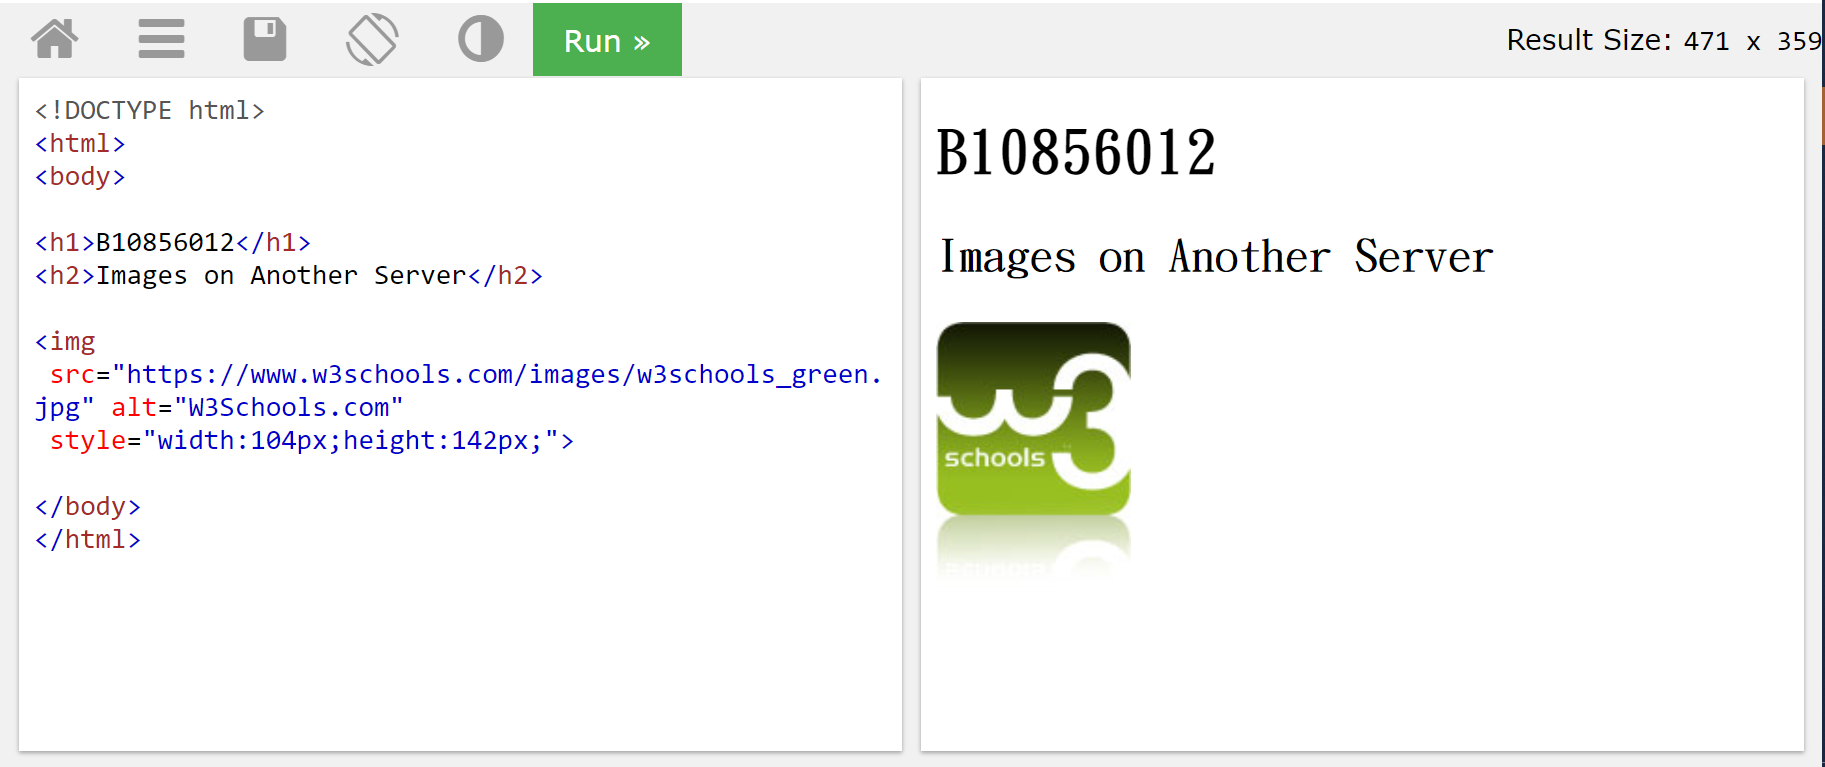 Run »
Result Size: 471 x 359
<!DOCTYPE html>
<html>
<body>
<h1>B10856012</h1>
<h2>Images on Another Server</h2>
<img
src="https://www.w3schools.com/images/w3schools_green.
jpg" alt="W3Schools.com"
style="width:104px;height:142px;">
</body>
</html>
B10856012
Images on Another Server
w3
schools